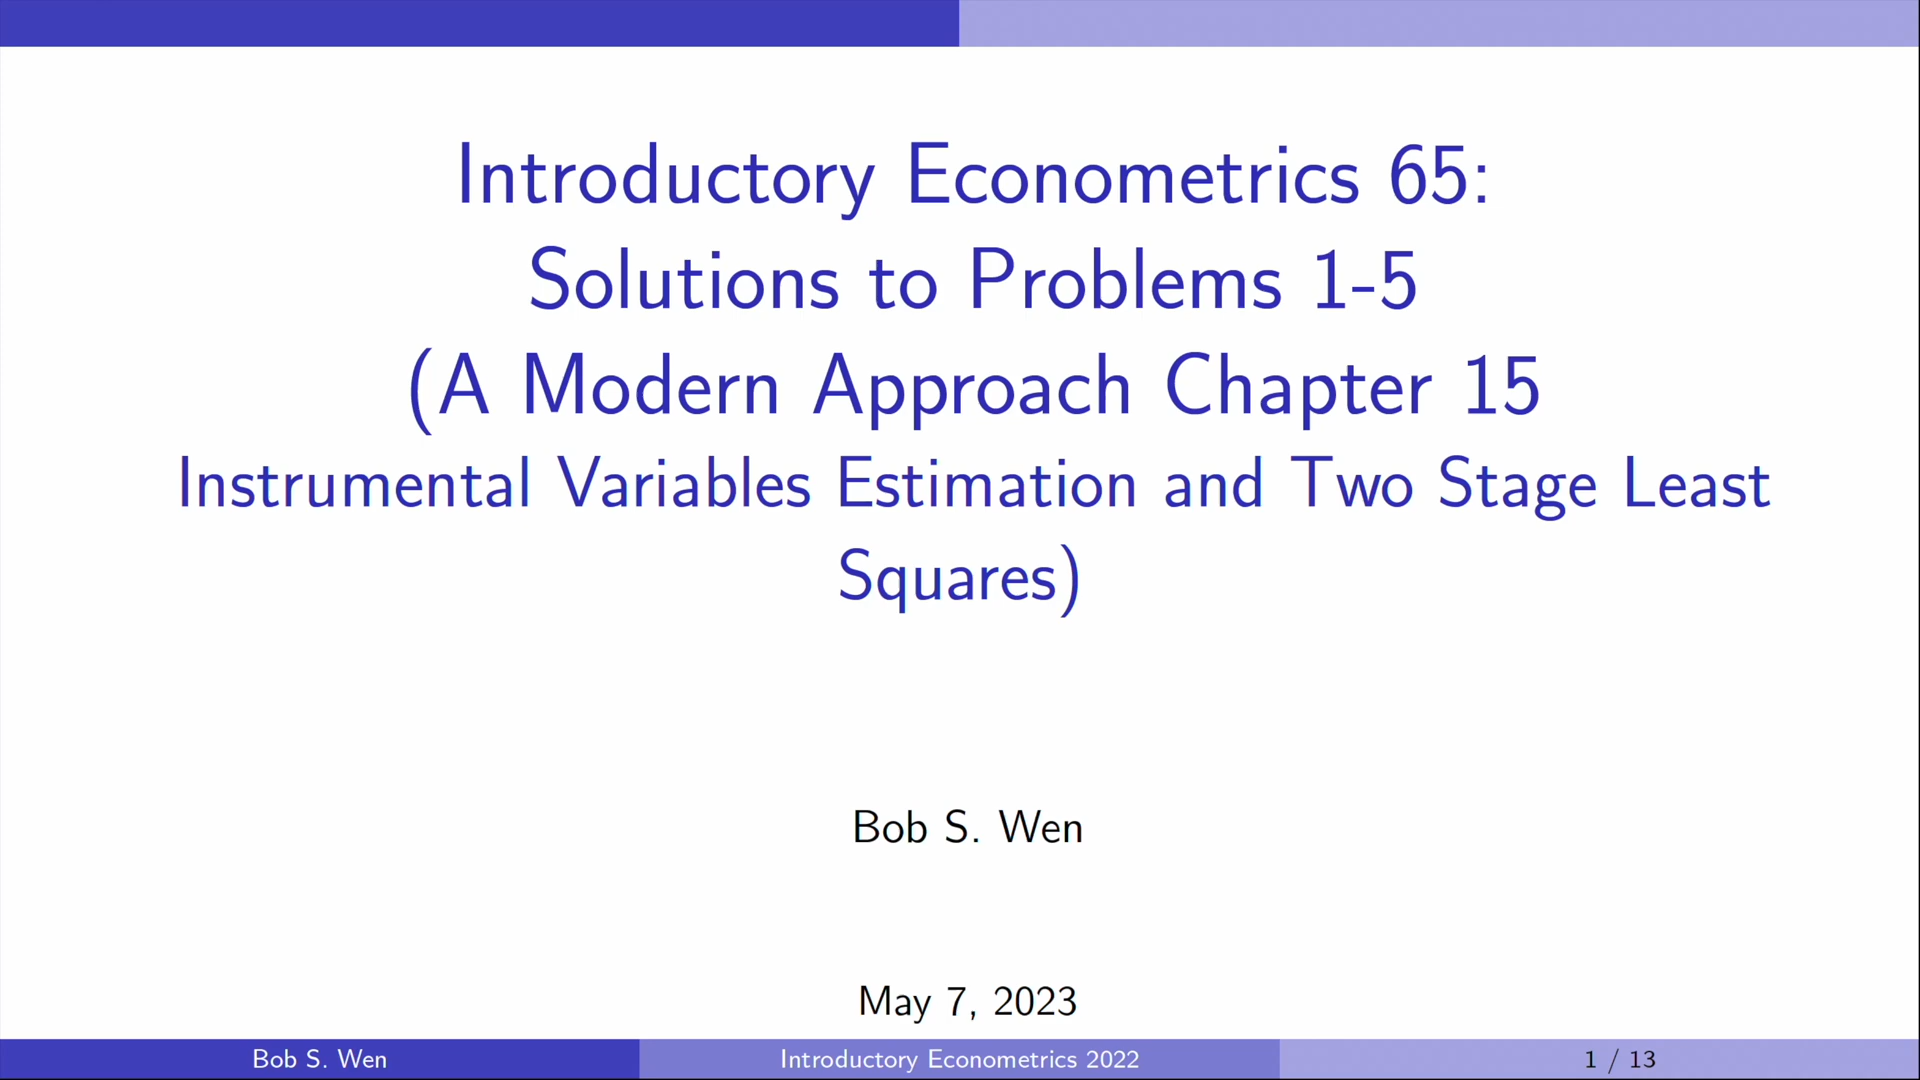 Introductory Econometrics 65:
Solutions to Problems 1-5
(A Modern Approach Chapter 15
Instrumental Variables Estimation and Two Stage Least
Squares)
Bob S. Wen
May 7, 2023
Bob S. Wen
Introductory Econometrics 2022
1 / 13